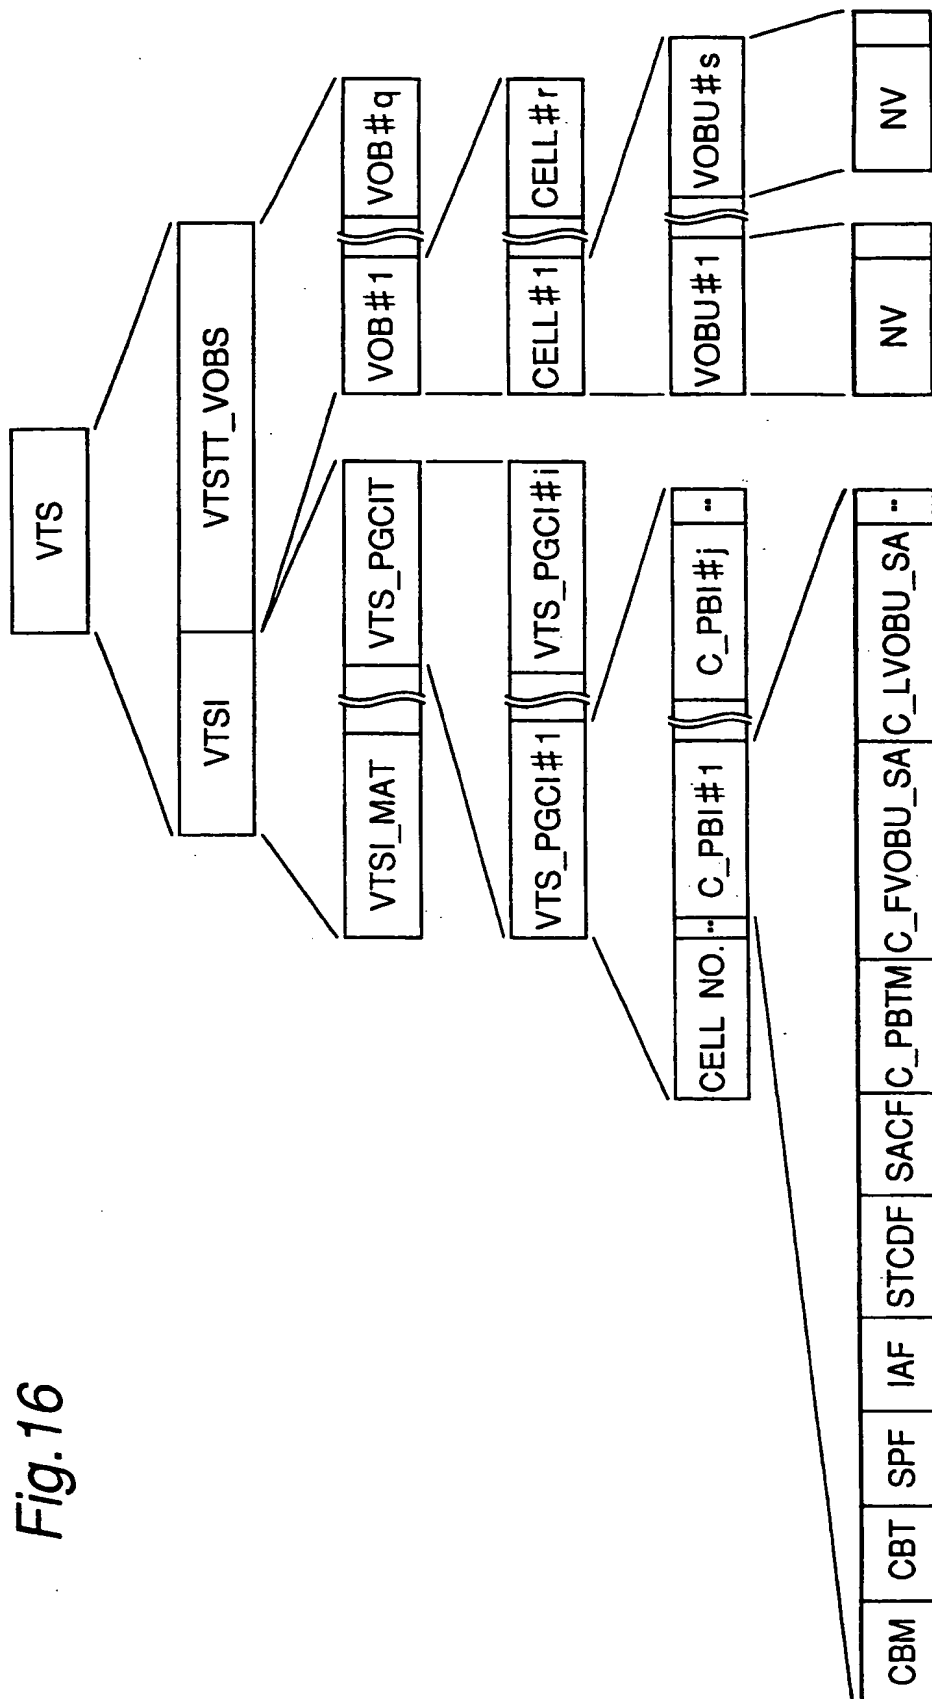 Fig.16
VTS
VTSI VTSTT_VOBS
VTSI_MAT VTS_PGCIT VOB#1 VOB#q
VTS_PGCI#1 VTS_PGCI#i CELL#1 CELL#r
CELL NO. .. C_PBI#1 C_PBI#j .. VOBU#1 VOBU#s
CBM CBT SPF IAF STCDF SACF C_PBTM C_FVOBU_SA C_LVOBU_SA .. NV NV